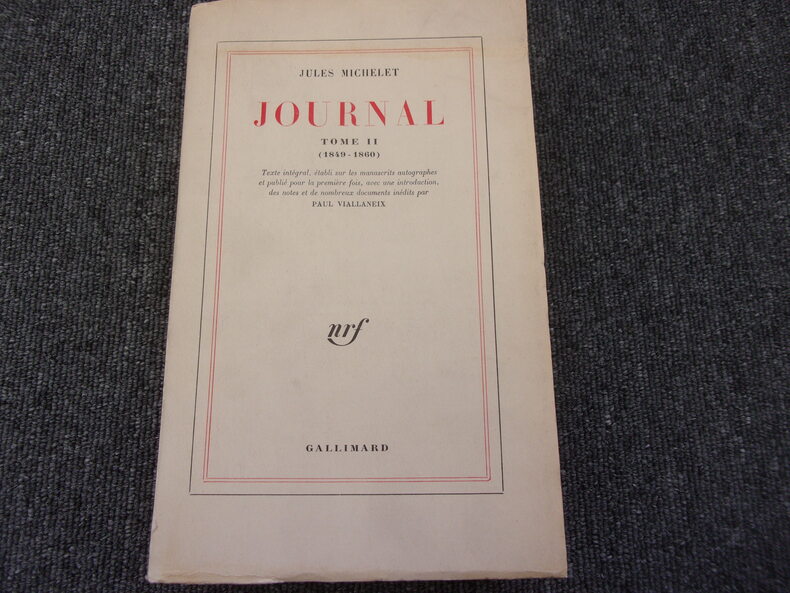 JULES MICHELET
JOURNAL
TOME II
(1849-1860)
Texte intégral, établi sur les manuscrits autographes
et publié pour la première fois, avec une introduction,
des notes et de nombreux documents inédits par
PAUL VIALLANEIX
nrf
GALLIMARD